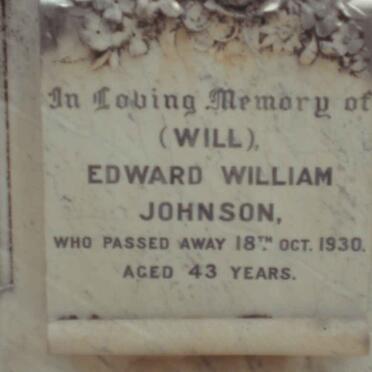 In Loving Memory of
(WILL),
EDWARD WILLIAM
JOHNSON,
WHO PASSED AWAY 18TH OCT. 1930.
AGED 43 YEARS.